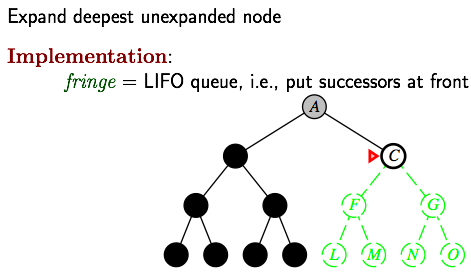 Expand deepest unexpanded node
Implementation:
fringe = LIFO queue, i.e., put successors at front
A
C
F G
L M N O